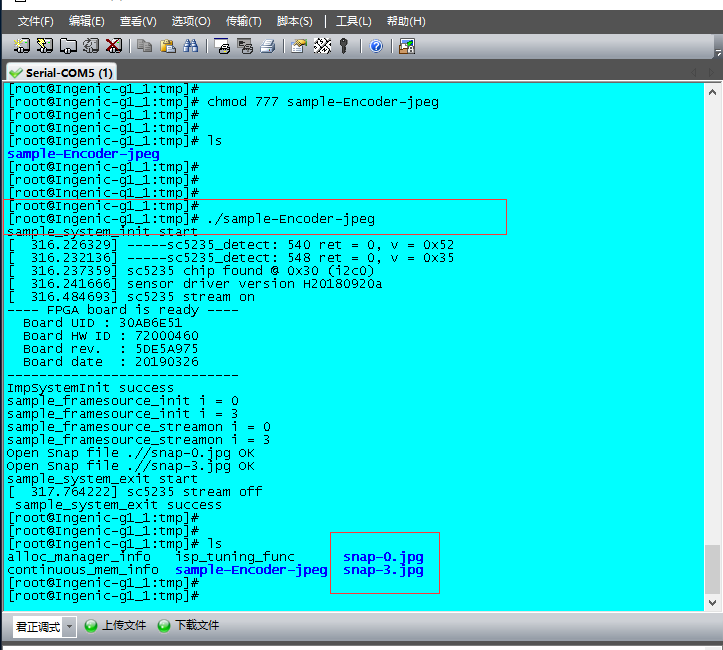 文件(F) 编辑(E) 查看(V) 选项(O) 传输(T) 脚本(S) 工具(L) 帮助(H)
Serial-COM5 (1)
[root@Ingenic-g1_1:tmp]#
[root@Ingenic-g1_1:tmp]# chmod 777 sample-Encoder-jpeg
[root@Ingenic-g1_1:tmp]#
[root@Ingenic-g1_1:tmp]#
[root@Ingenic-g1_1:tmp]# ls
sample-Encoder-jpeg
[root@Ingenic-g1_1:tmp]#
[root@Ingenic-g1_1:tmp]#
[root@Ingenic-g1_1:tmp]#
[root@Ingenic-g1_1:tmp]#
[root@Ingenic-g1_1:tmp]# ./sample-Encoder-jpeg
sample_system_init start
[  316.226329] -----sc5235_detect: 540 ret = 0, v = 0x52
[  316.232136] -----sc5235_detect: 548 ret = 0, v = 0x35
[  316.237359] sc5235 chip found @ 0x30 (i2c0)
[  316.241666] sensor driver version H20180920a
[  316.484693] sc5235 stream on
---- FPGA board is ready ----
  Board UID : 30AB6E51
  Board HW ID : 72000460
  Board rev.  : 5DE5A975
  Board date  : 20190326
-----------------------------
ImpSystemInit success
sample_framesource_init i = 0
sample_framesource_init i = 3
sample_framesource_streamon i = 0
sample_framesource_streamon i = 3
Open Snap file .//snap-0.jpg OK
Open Snap file .//snap-3.jpg OK
sample_system_exit start
[  317.764222] sc5235 stream off
 sample_system_exit success
[root@Ingenic-g1_1:tmp]#
[root@Ingenic-g1_1:tmp]#
[root@Ingenic-g1_1:tmp]# ls
alloc_manager_info   isp_tuning_func      snap-0.jpg
continuous_mem_info  sample-Encoder-jpeg  snap-3.jpg
[root@Ingenic-g1_1:tmp]#
[root@Ingenic-g1_1:tmp]#
君正调式 上传文件 下载文件